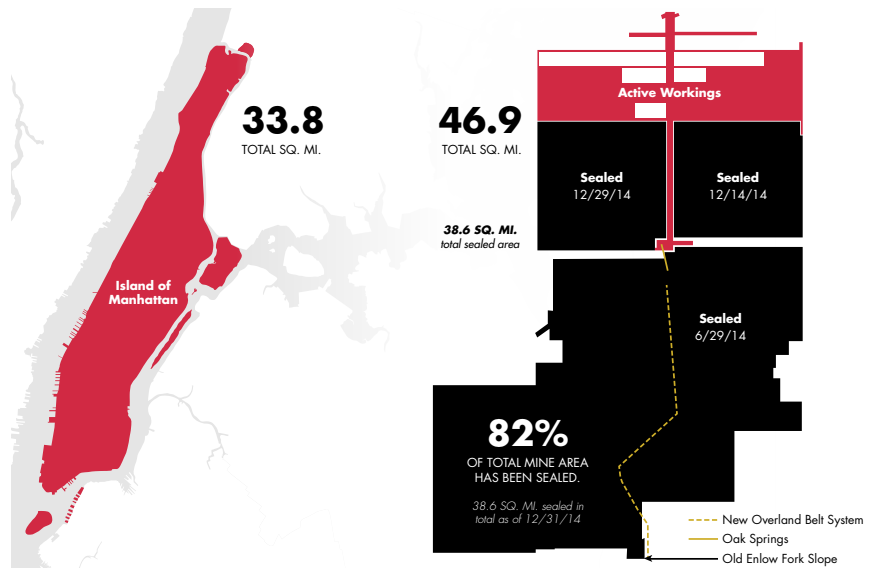 33.8
TOTAL SQ. MI.
Island of
Manhattan
46.9
TOTAL SQ. MI.
38.6 SQ. MI.
total sealed area
Active Workings
Sealed
12/29/14
Sealed
12/14/14
Sealed
6/29/14
82%
OF TOTAL MINE AREA
HAS BEEN SEALED.
38.6 SQ. MI. sealed in
total as of 12/31/14
New Overland Belt System
Oak Springs
Old Enlow Fork Slope